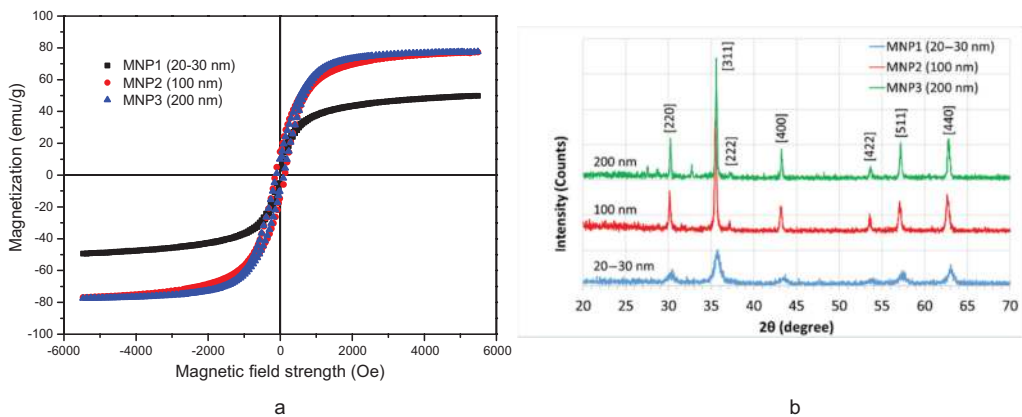 100
80
60
40
20
0
-20
-40
-60
-80
-100
Magnetization (emu/g)
MNP1 (20-30 nm)
MNP2 (100 nm)
MNP3 (200 nm)
-6000 -4000 -2000 0 2000 4000 6000
Magnetic field strength (Oe)
a
Intensity (Counts)
MNP1 (20–30 nm)
MNP2 (100 nm)
MNP3 (200 nm)
[220]
[311]
[222]
[400]
[422]
[511]
[440]
200 nm
100 nm
20–30 nm
20 25 30 35 40 45 50 55 60 65 70
2θ (degree)
b